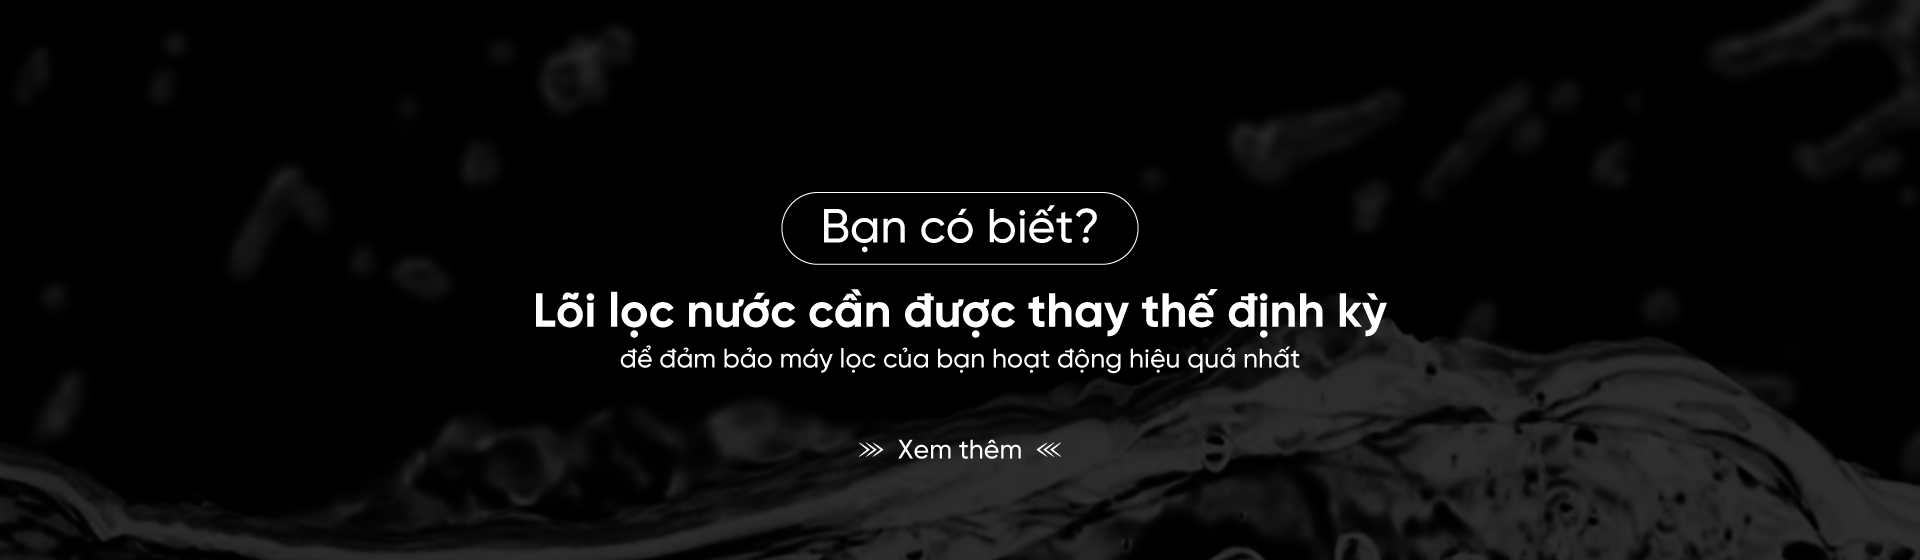 Bạn có biết?
Lõi lọc nước cần được thay thế định kỳ
để đảm bảo máy lọc của bạn hoạt động hiệu quả nhất
Xem thêm